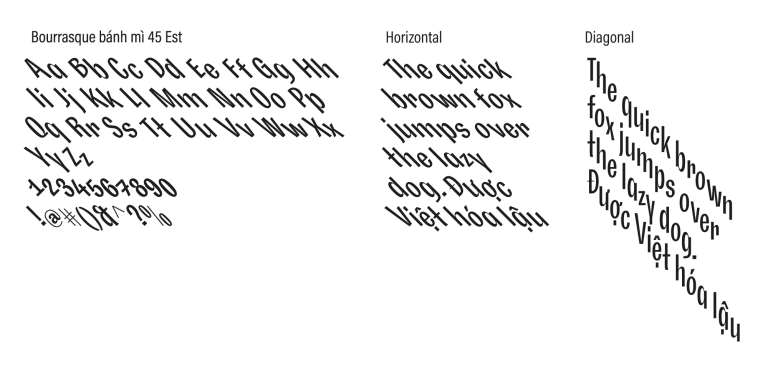 Bourrasque bánh mì 45 Est
Aa Bb Cc Dd Ee Ff Gg Hh
Ii Jj Kk Ll Mm Nn Oo Pp
Qq Rr Ss Tt Uu Vv Ww Xx
Yy Zz
1234567890
!.@#()&^?%
Horizontal
The quick
brown fox
jumps over
the lazy
dog. Được
Việt hóa lậu
Diagonal
The quick brown
fox jumps over
the lazy dog.
Được Việt hóa lậu